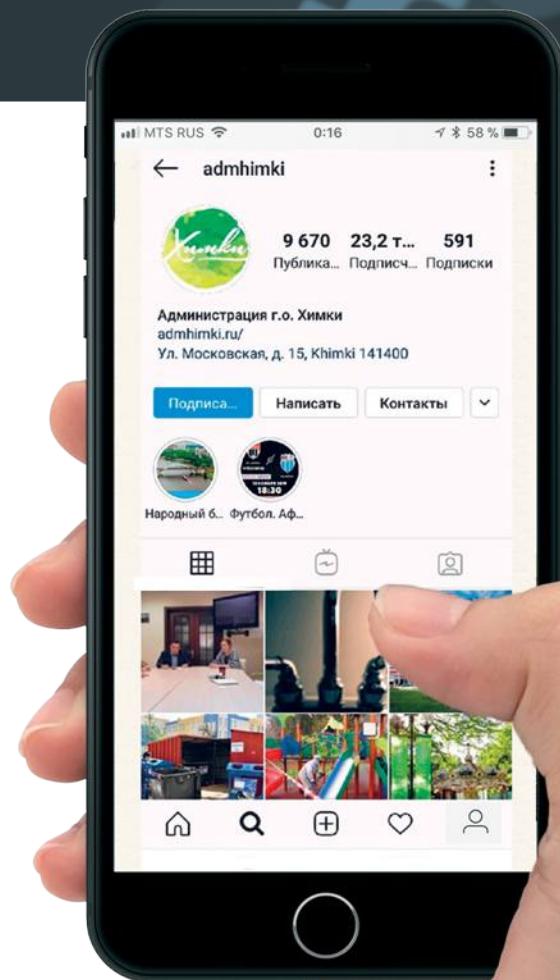 MTS RUS 0:16 58 %
admhimki
Химки
9 670 23,2 т... 591
Публика... Подписч... Подписки
Администрация г.о. Химки
admhimki.ru/
Ул. Московская, д. 15, Khimki 141400
Подписа... Написать Контакты
18:30
Народный б... Футбол. Аф...